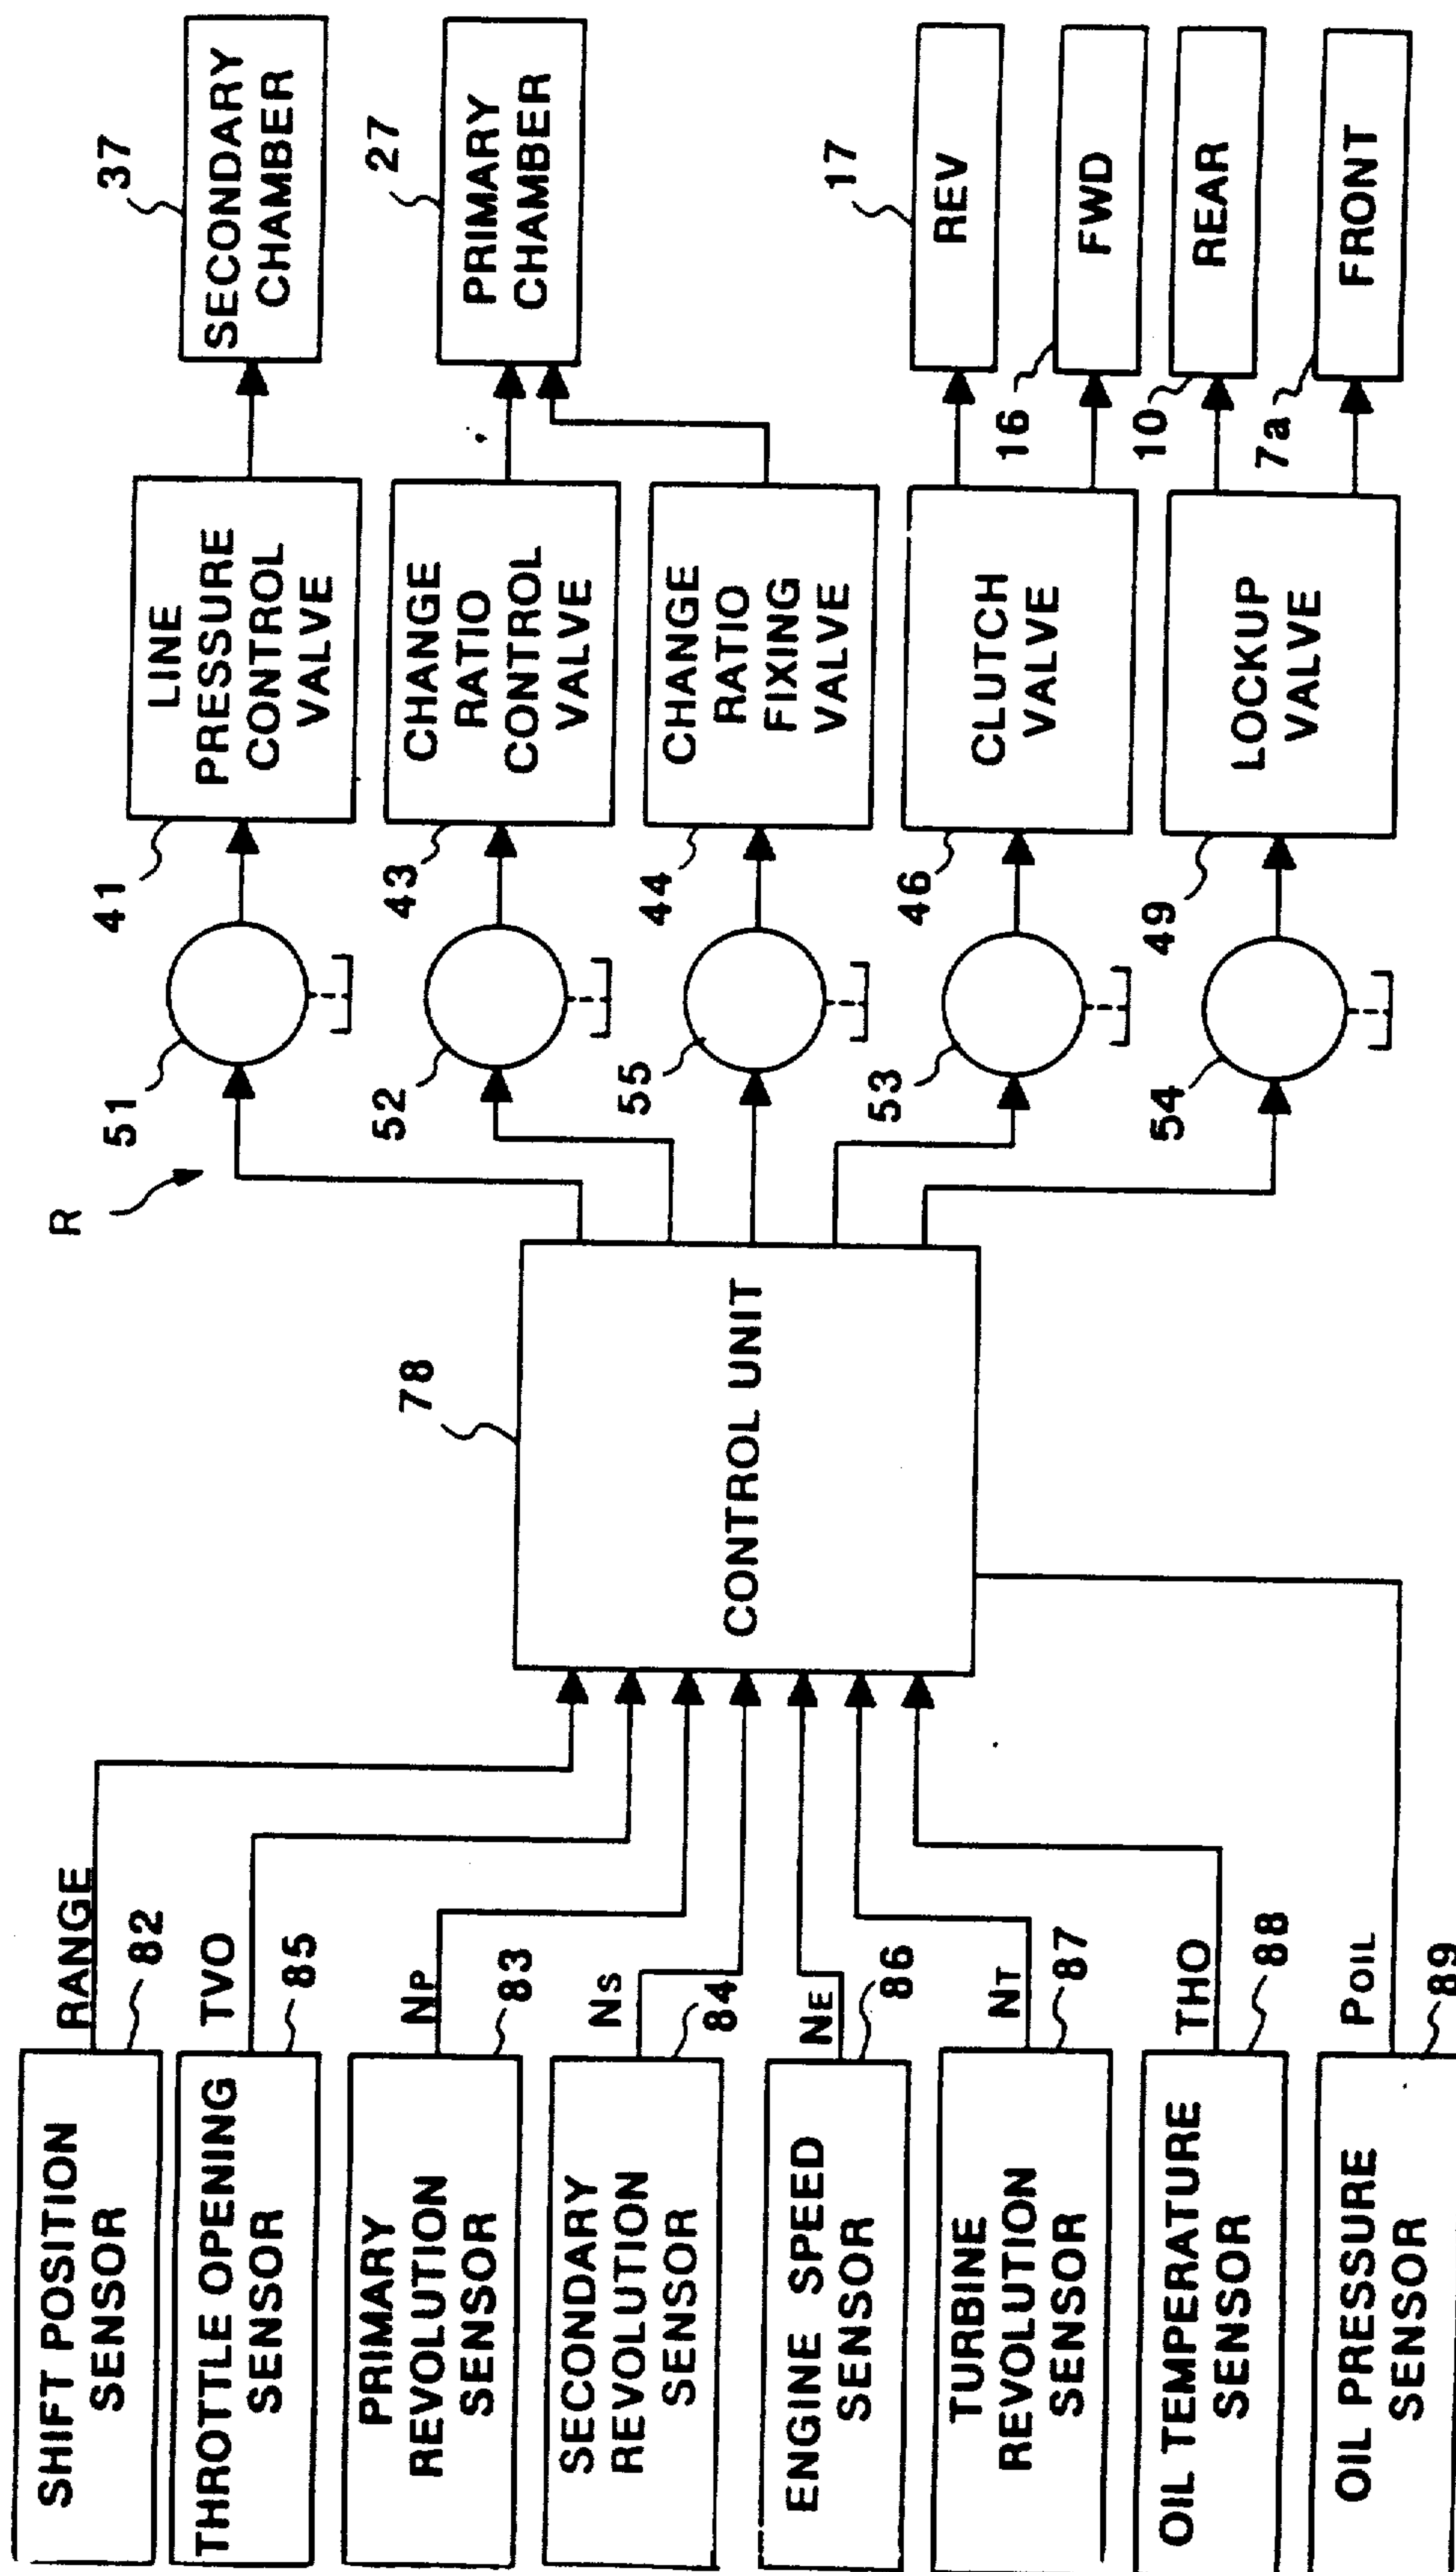 SHIFT POSITION
SENSOR
RANGE
82
THROTTLE OPENING
SENSOR
TVO
85
PRIMARY
REVOLUTION
SENSOR
NP
83
SECONDARY
REVOLUTION
SENSOR
NS
84
ENGINE SPEED
SENSOR
NE
86
TURBINE
REVOLUTION
SENSOR
NT
87
OIL TEMPERATURE
SENSOR
THO
88
OIL PRESSURE
SENSOR
POIL
89
78
CONTROL UNIT
R
51
52
55
53
54
41
LINE
PRESSURE
CONTROL
VALVE
43
CHANGE
RATIO
CONTROL
VALVE
44
CHANGE
RATIO
FIXING
VALVE
46
CLUTCH
VALVE
49
LOCKUP
VALVE
37
SECONDARY
CHAMBER
27
PRIMARY
CHAMBER
17
REV
16
FWD
10
REAR
7a
FRONT